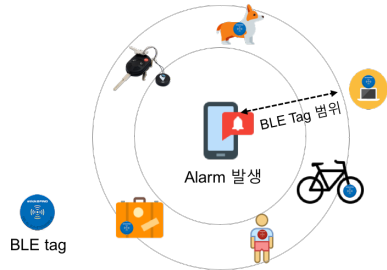 BLE Tag 범위
Alarm 발생
BLE tag